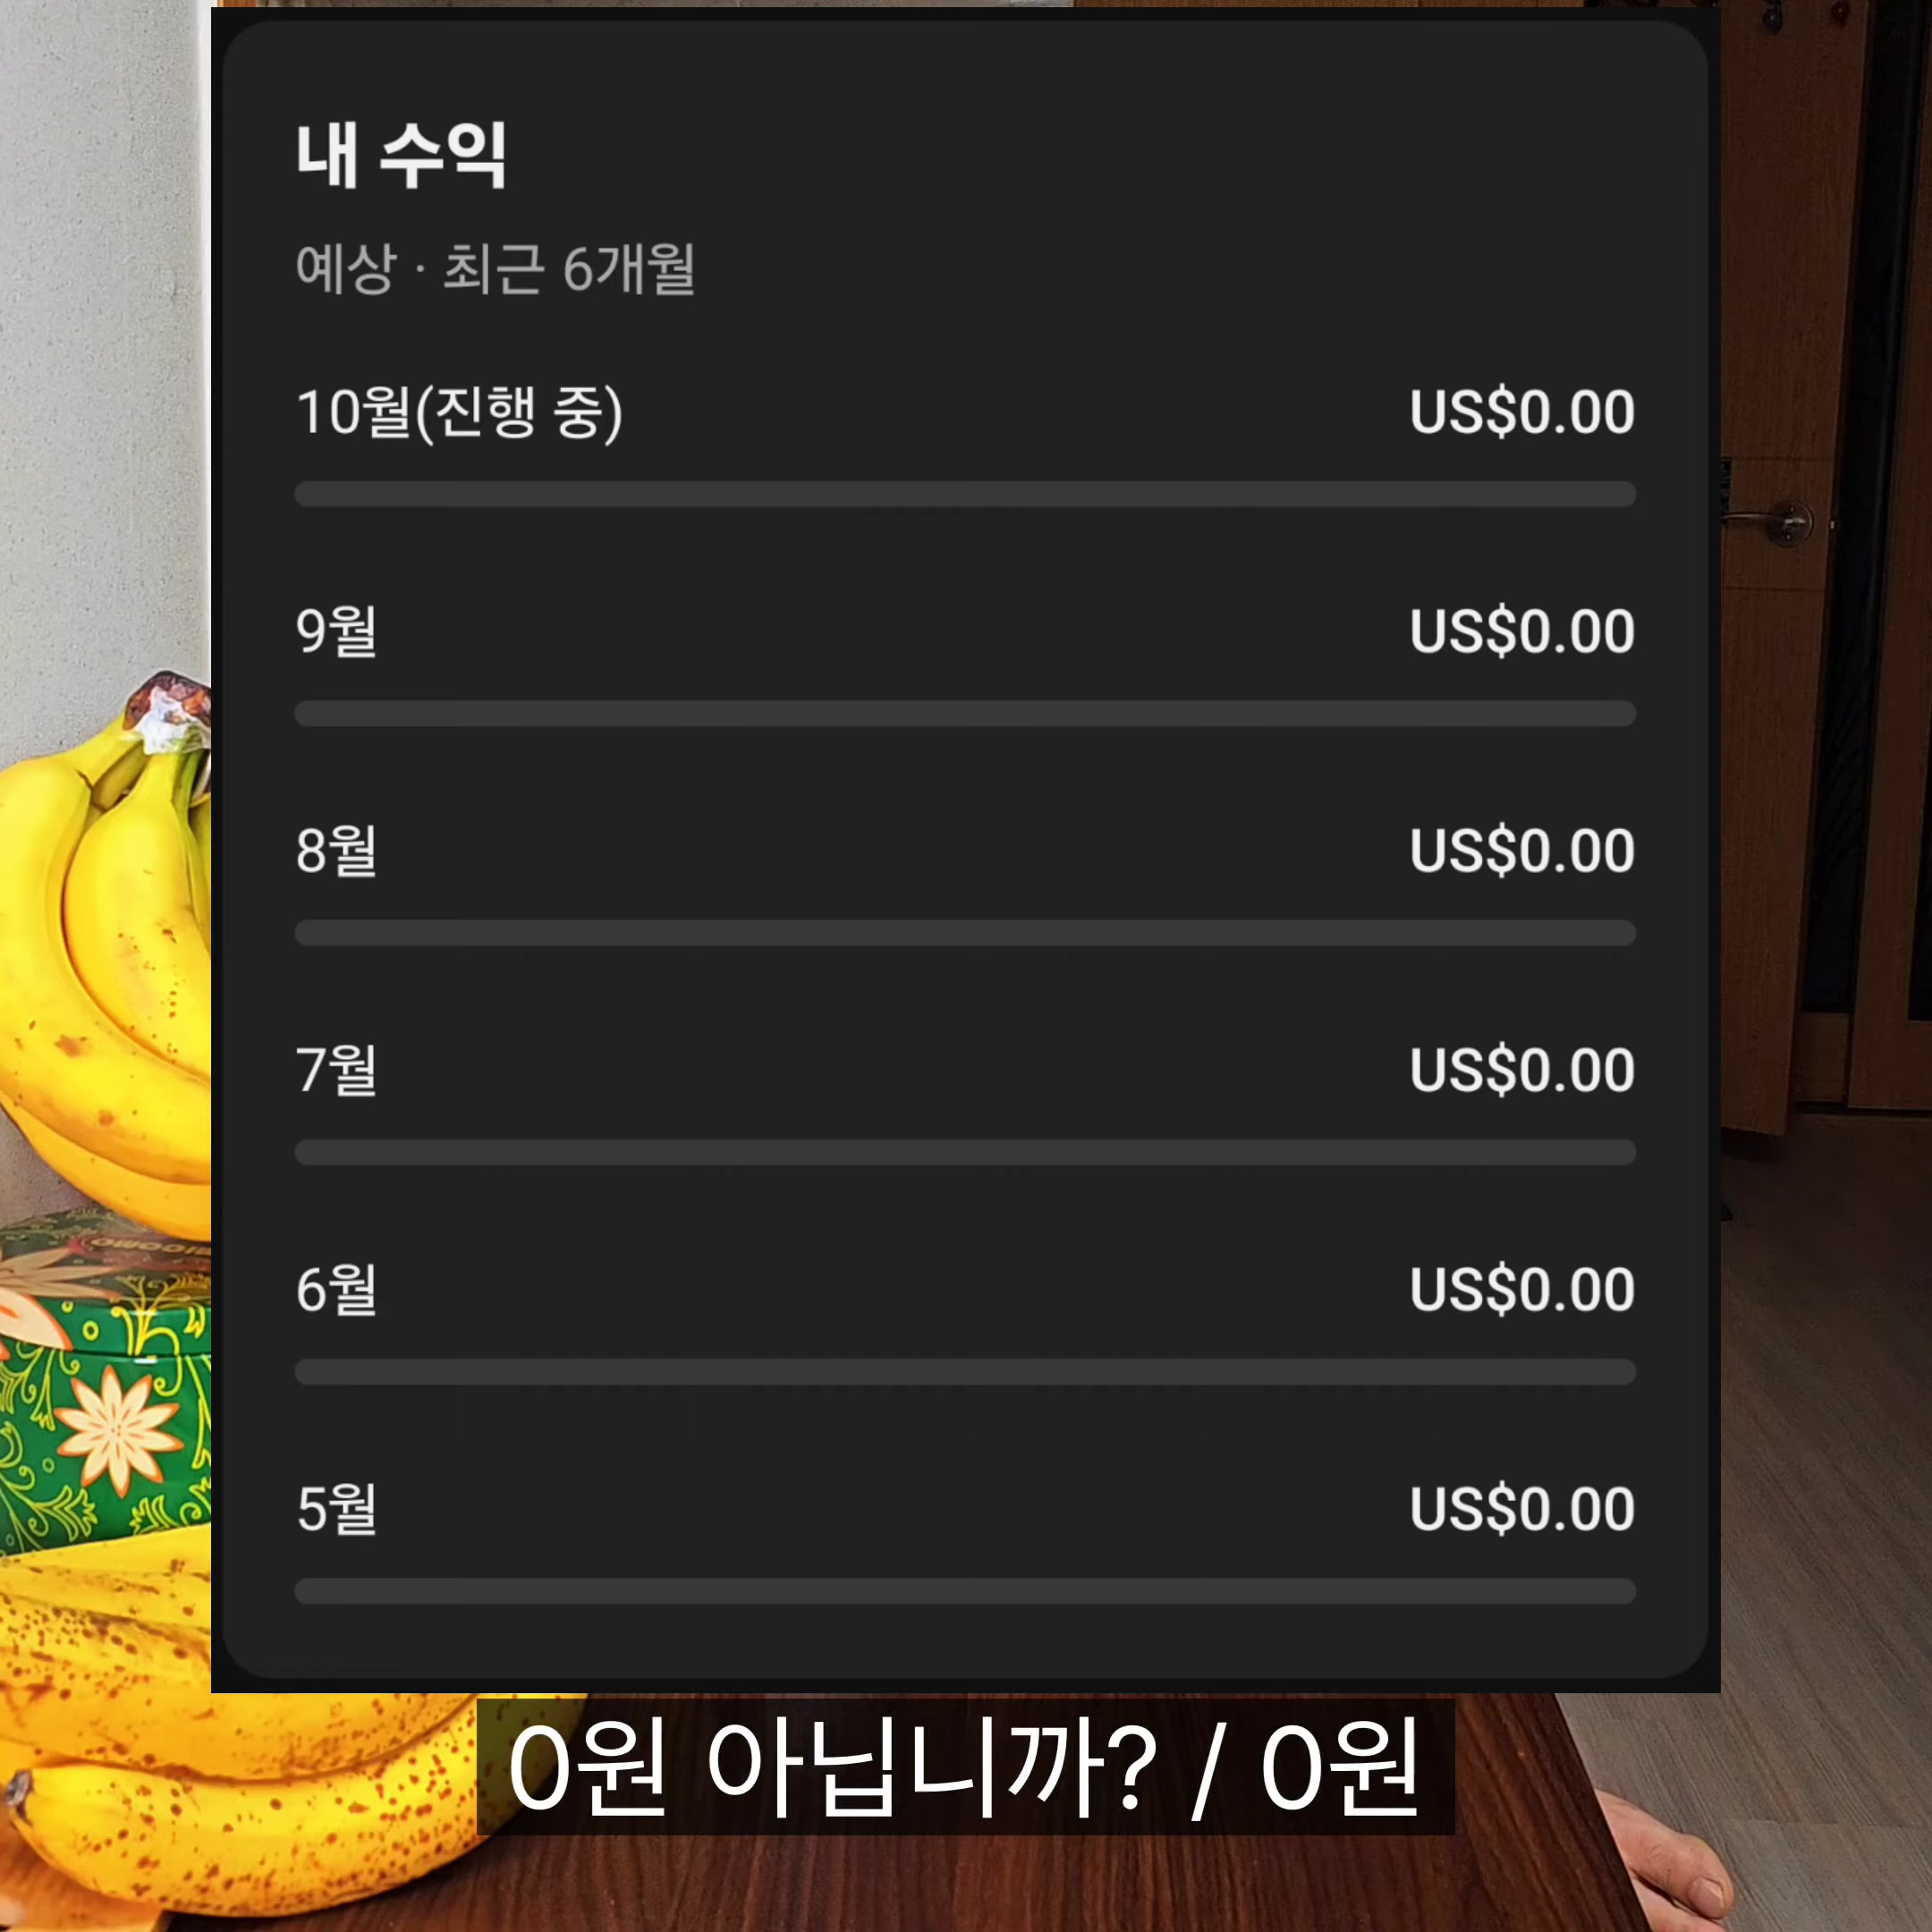 내 수익
예상 · 최근 6개월
10월(진행 중) US$0.00
9월 US$0.00
8월 US$0.00
7월 US$0.00
6월 US$0.00
5월 US$0.00
0원 아닙니까? / 0원